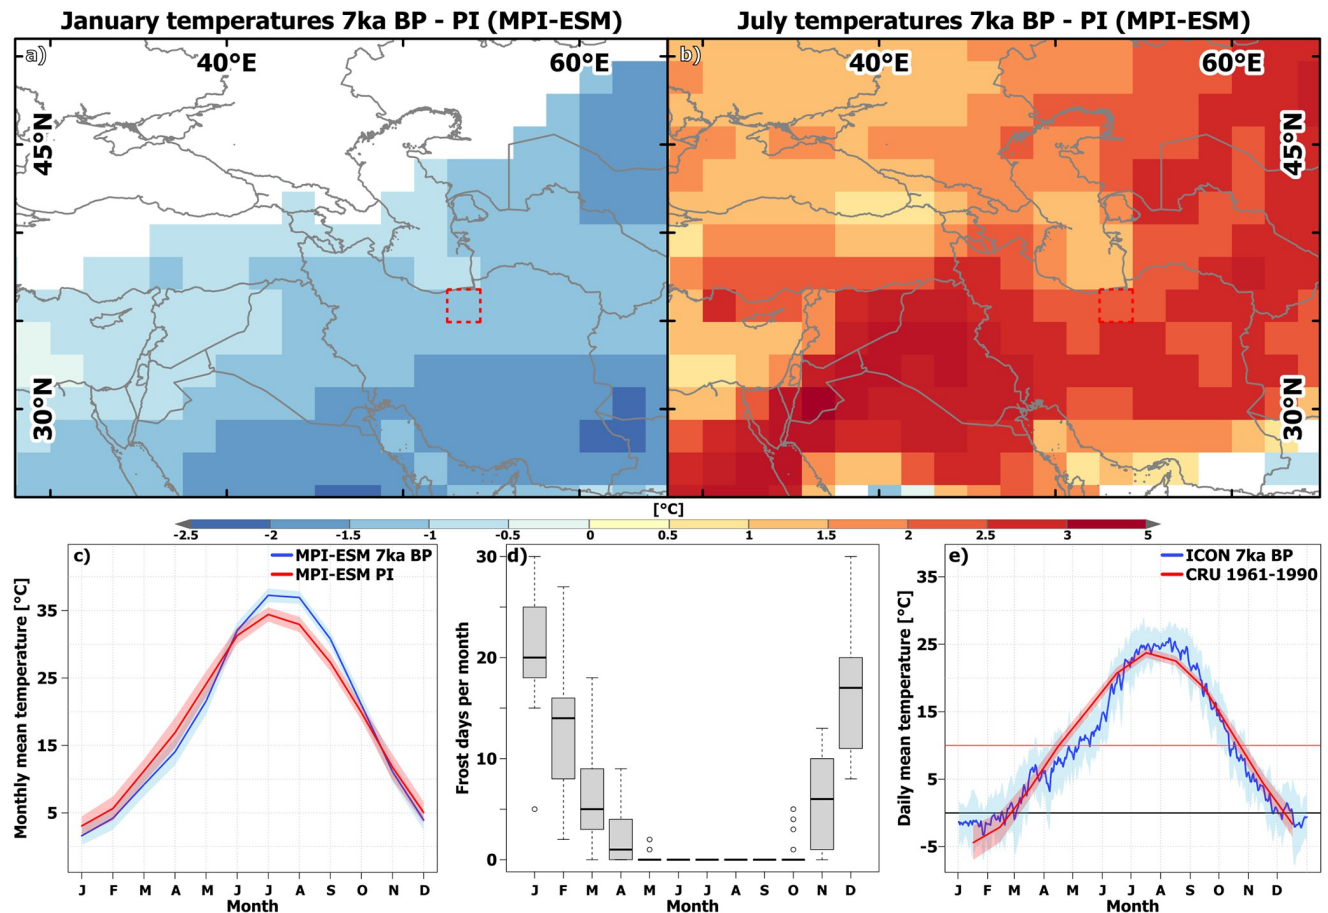 January temperatures 7ka BP - PI (MPI-ESM)
July temperatures 7ka BP - PI (MPI-ESM)
a)
40°E
60°E
45°N
30°N
b)
40°E
60°E
45°N
30°N
[°C]
-2.5 -2 -1.5 -1 -0.5 0 0.5 1 1.5 2 2.5 3 5
c)
MPI-ESM 7ka BP
MPI-ESM PI
Monthly mean temperature [°C]
35
25
15
5
J F M A M J J A S O N D
Month
d)
Frost days per month
30
20
10
0
J F M A M J J A S O N D
Month
e)
ICON 7ka BP
CRU 1961-1990
Daily mean temperature [°C]
35
25
15
5
-5
J F M A M J J A S O N D
Month